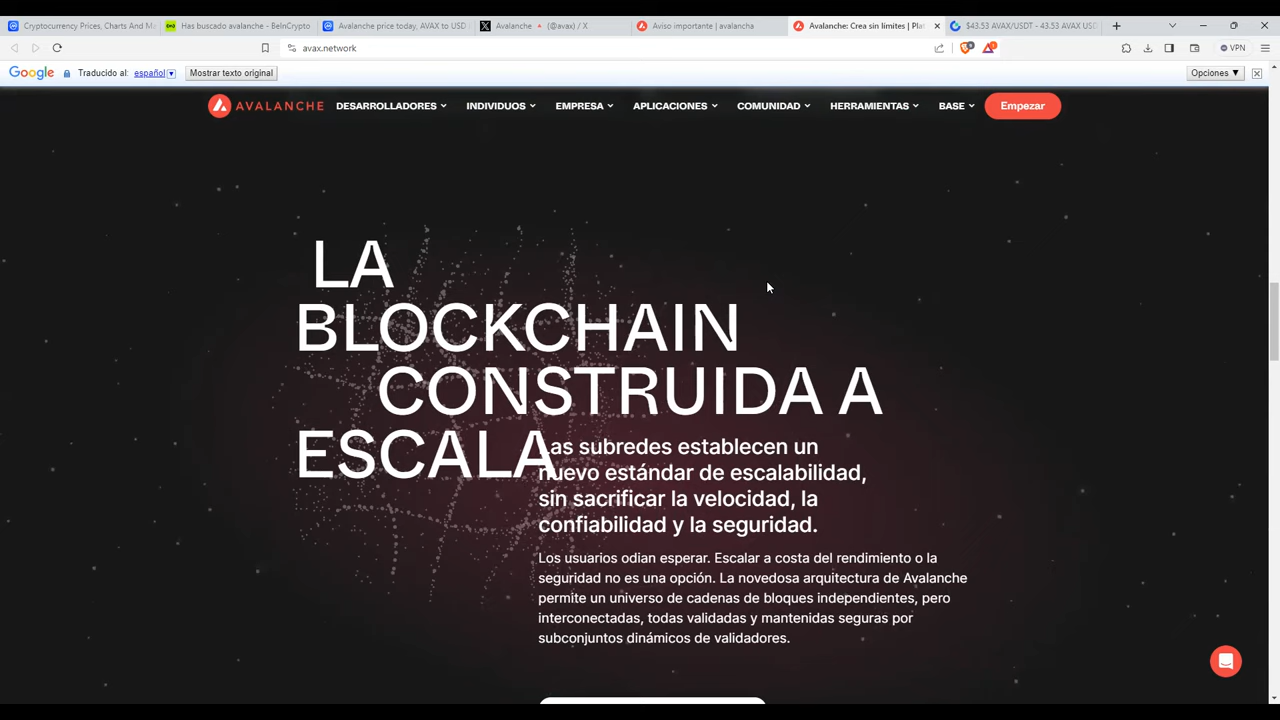 Cryptocurrency Prices, Charts And M
Has buscado avalanche - BeInCrypto
Avalanche price today, AVAX to USD
Avalanche 🔺 (@avax) / X
Aviso importante | avalancha
Avalanche: Crea sin límites | Plat
$43.53 AVAX/USDT - 43.53 AVAX USD
avax.network
VPN
Google
Traducido al: español
Mostrar texto original
Opciones ▼
AVALANCHE
DESARROLLADORES
INDIVIDUOS
EMPRESA
APLICACIONES
COMUNIDAD
HERRAMIENTAS
BASE
Empezar
LA
BLOCKCHAIN
CONSTRUIDA A
ESCALA
Las subredes establecen un
nuevo estándar de escalabilidad,
sin sacrificar la velocidad, la
confiabilidad y la seguridad.
Los usuarios odian esperar. Escalar a costa del rendimiento o la
seguridad no es una opción. La novedosa arquitectura de Avalanche
permite un universo de cadenas de bloques independientes, pero
interconectadas, todas validadas y mantenidas seguras por
subconjuntos dinámicos de validadores.